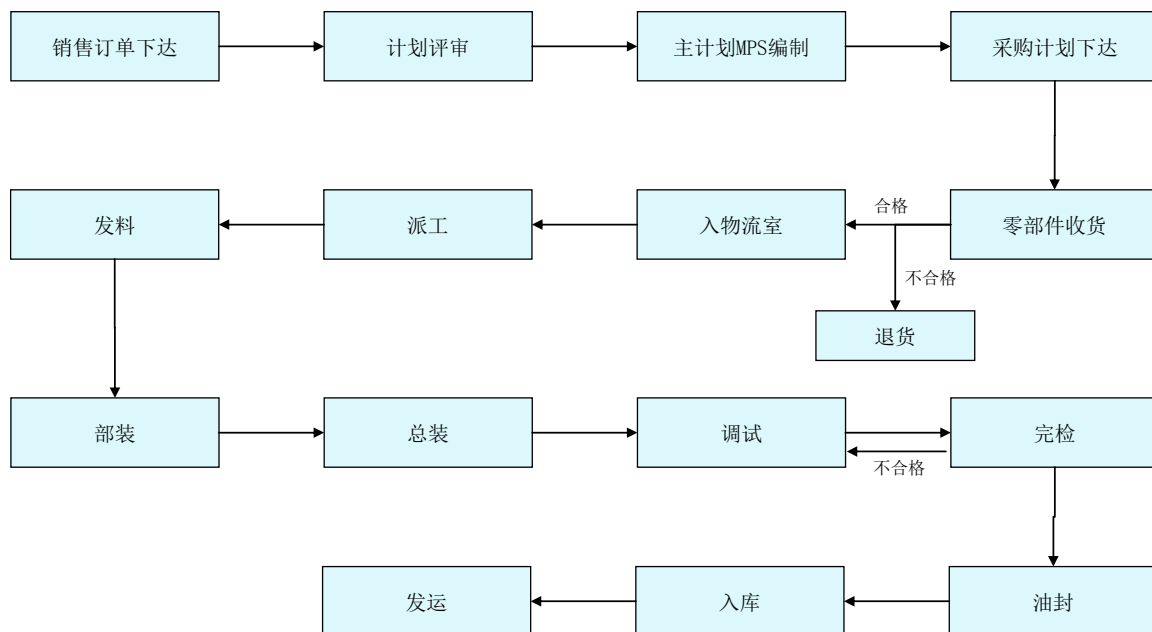 销售订单下达
计划评审
主计划MPS编制
采购计划下达
发料
派工
入物流室
合格
零部件收货
不合格
退货
部装
总装
调试
不合格
完检
发运
入库
油封